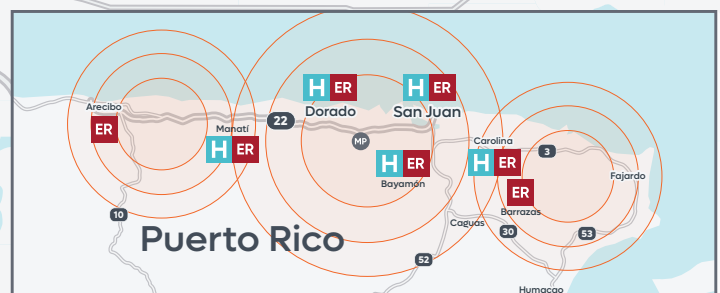 H ER
H ER
Dorado
San Juan
Arecibo
ER
22
Manatí
H ER
MP
Carolina
H ER
3
H ER
Bayamón
Fajardo
ER
Barrazas
10
Caguas
30
53
Puerto Rico
52
Humacao